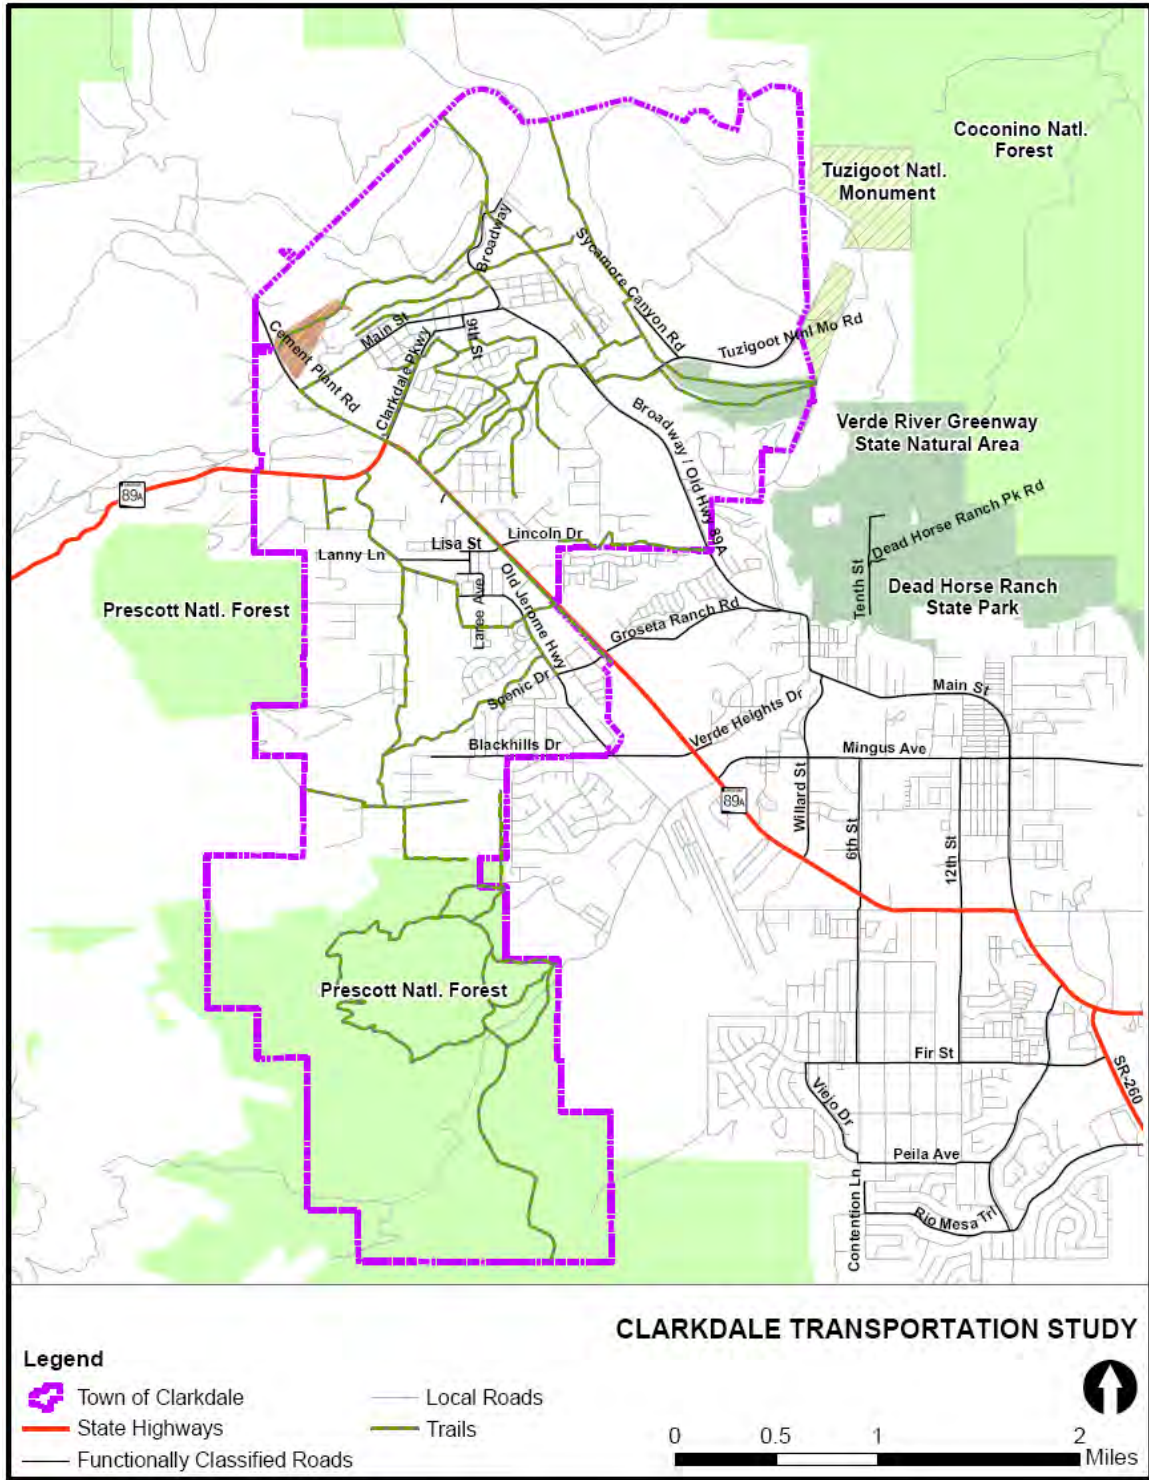 Coconino Natl.
Forest
Tuzigoot Natl.
Monument
Broadway
Sycamore Canyon Rd
Tuzigoot Ntnl Mo Rd
Main St
9th St
Clarkdale Pkwy
Cement Plant Rd
Broadway / Old Hwy 89A
Verde River Greenway
State Natural Area
89A
Dead Horse Ranch Pk Rd
Tenth St
Dead Horse Ranch
State Park
Lincoln Dr
Lisa St
Lanny Ln
Old Jerome Hwy
Laree Ave
Prescott Natl. Forest
Groseta Ranch Rd
Scenic Dr
Main St
Verde Heights Dr
Blackhills Dr
Mingus Ave
89A
Willard St
6th St
12th St
Prescott Natl. Forest
Fir St
SR-260
Viejo Dr
Peila Ave
Contention Ln
Rio Mesa Trl
CLARKDALE TRANSPORTATION STUDY
Legend
Town of Clarkdale
State Highways
Functionally Classified Roads
Local Roads
Trails
0 0.5 1 2
Miles